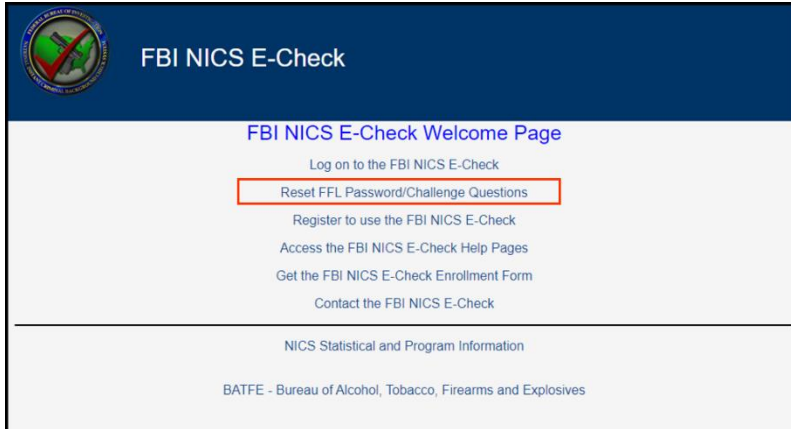 FBI NICS E-Check
FBI NICS E-Check Welcome Page
Log on to the FBI NICS E-Check
Reset FFL Password/Challenge Questions
Register to use the FBI NICS E-Check
Access the FBI NICS E-Check Help Pages
Get the FBI NICS E-Check Enrollment Form
Contact the FBI NICS E-Check
NICS Statistical and Program Information
BATFE - Bureau of Alcohol, Tobacco, Firearms and Explosives